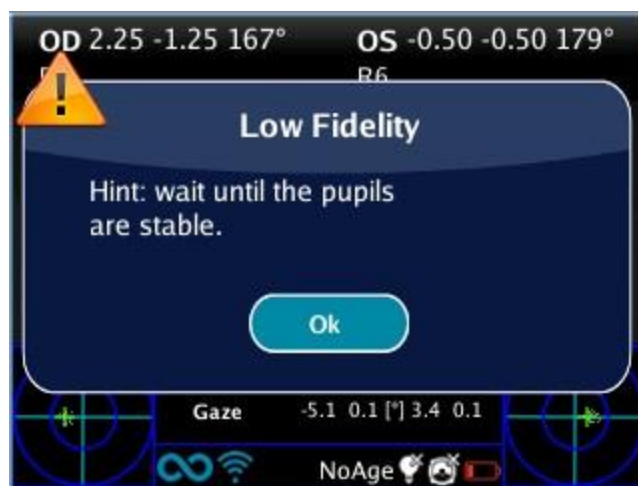 OD 2.25 -1.25 167° OS -0.50 -0.50 179°
R6
Low Fidelity
Hint: wait until the pupils
are stable.
Ok
Gaze -5.1 0.1 [°] 3.4 0.1
NoAge